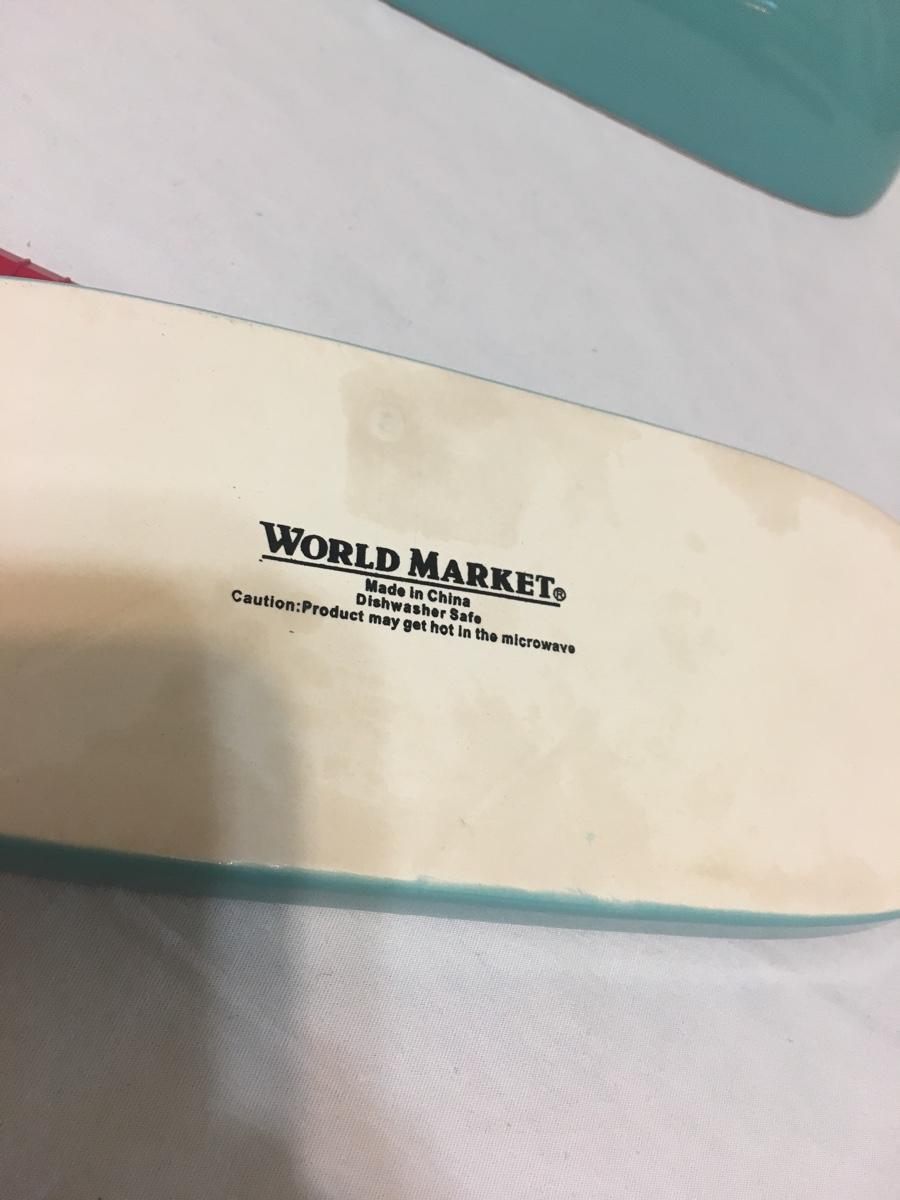 WORLD MARKET®
Made in China
Dishwasher Safe
Caution:Product may get hot in the microwave